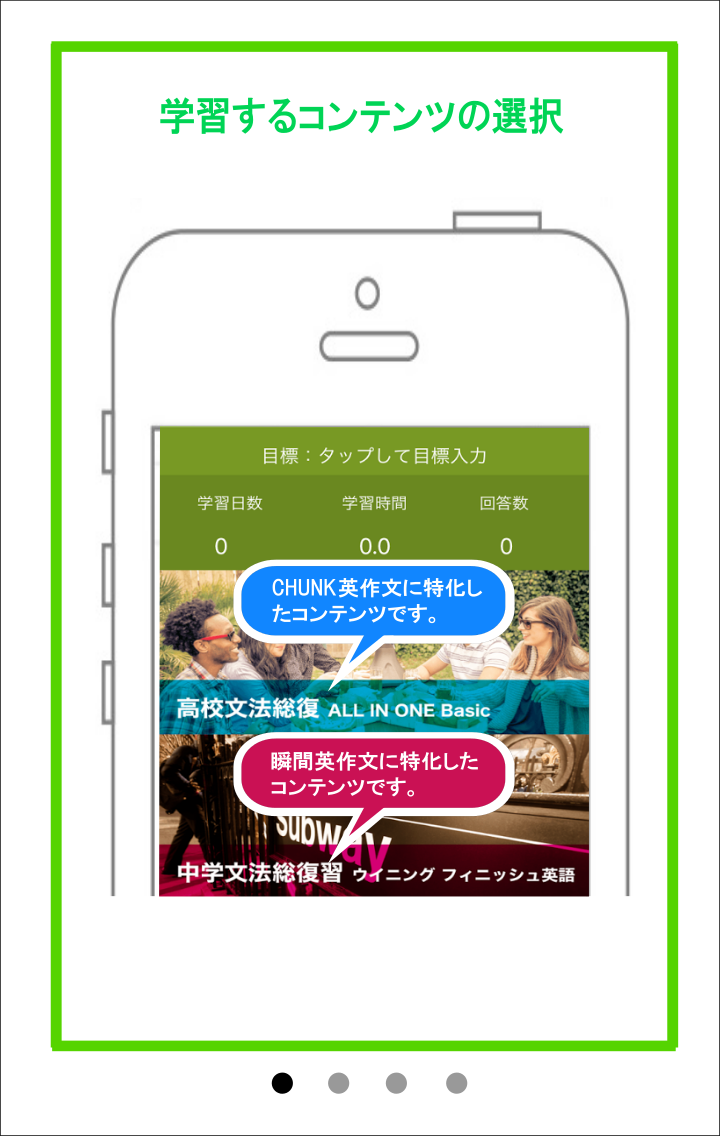 学習するコンテンツの選択
目標：タップして目標入力
学習日数 学習時間 回答数
0 0.0 0
CHUNK英作文に特化し
たコンテンツです。
高校文法総復 ALL IN ONE Basic
瞬間英作文に特化した
コンテンツです。
subway
中学文法総復習 ウイニング フィニッシュ英語